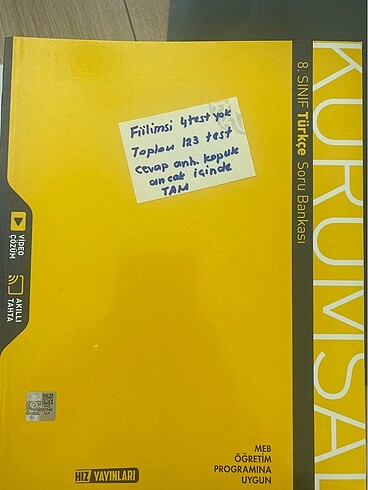 Fiilimsi 4 test yok
Toplam 123 test
Cevap anh. kopuk
ancak içinde
TAM
8. SINIF Türkçe Soru Bankası
KURUMSAL
VİDEO
ÇÖZÜM
AKILLI
TAHTA
HIZ YAYINLARI
MEB
ÖĞRETİM
PROGRAMINA
UYGUN